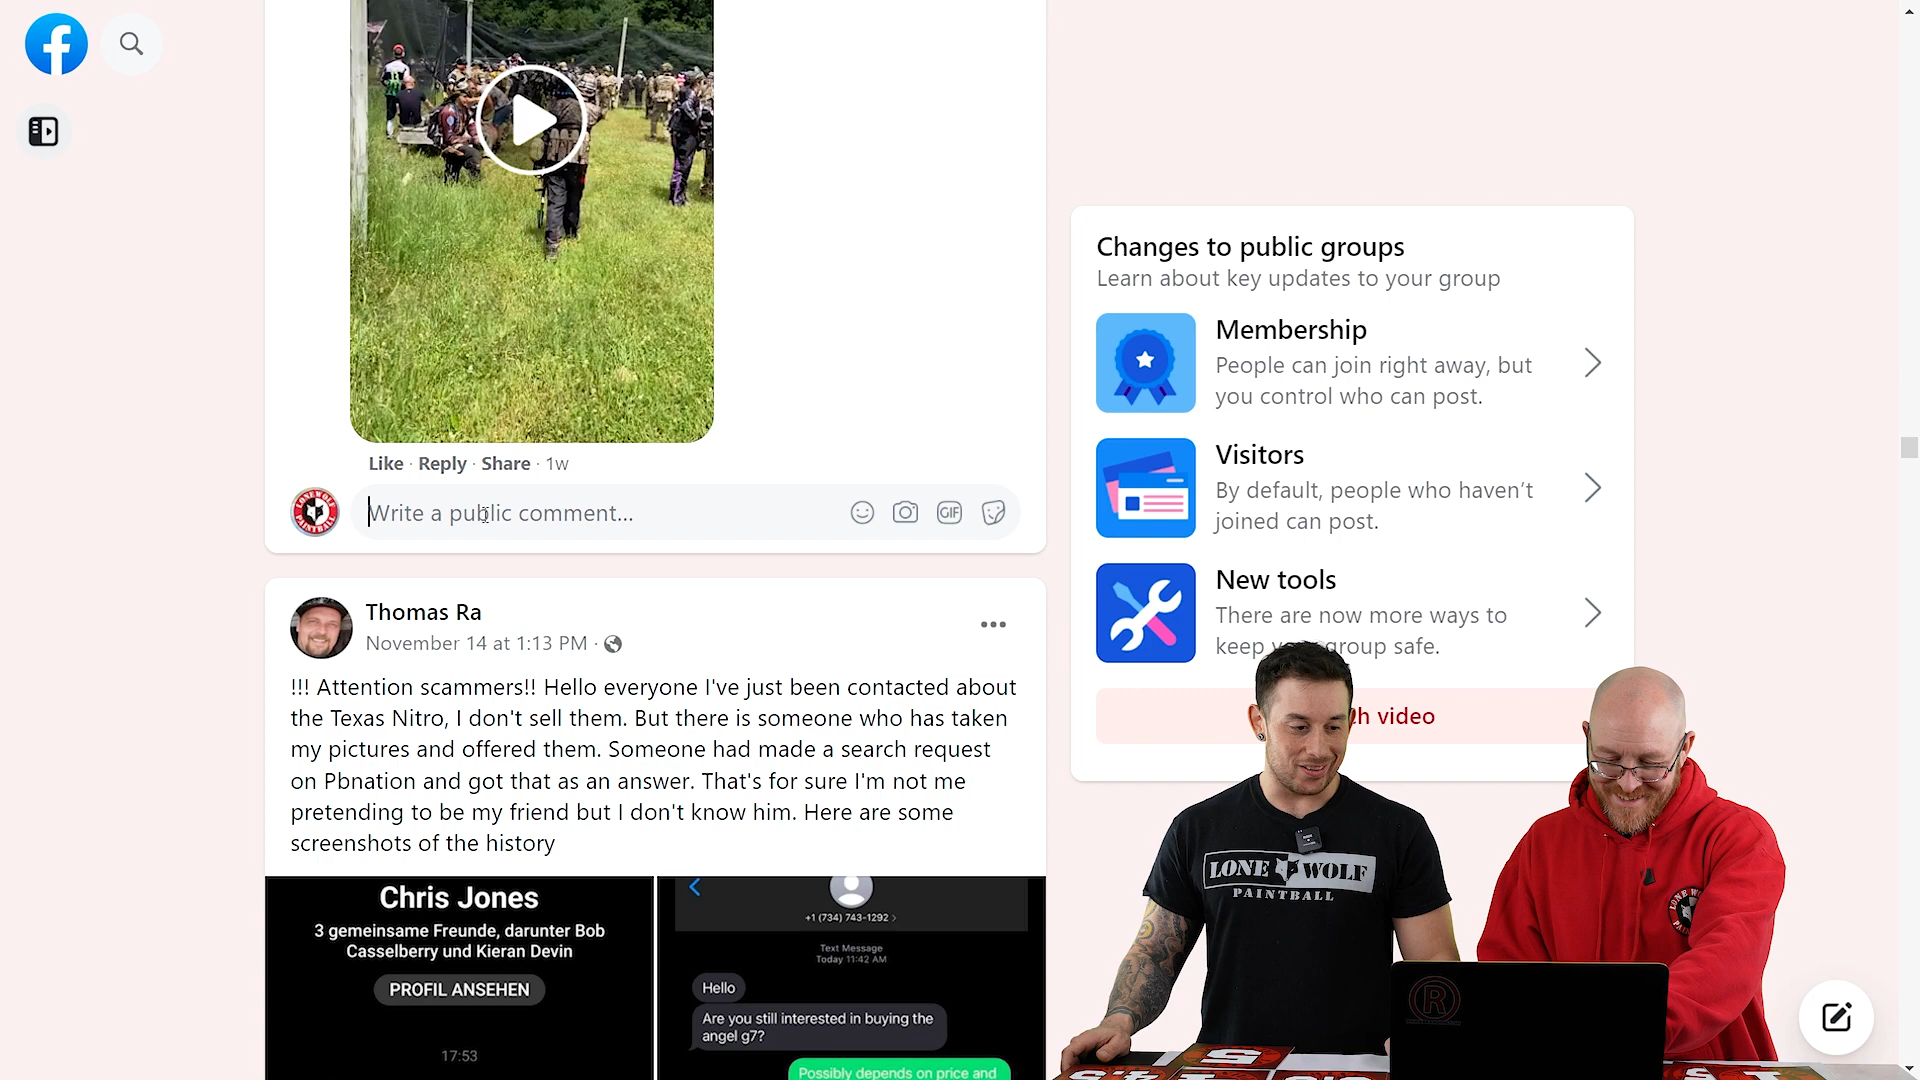 Like · Reply · Share · 1w
Write a public comment...
GIF
Thomas Ra
November 14 at 1:13 PM ·
!!! Attention scammers!! Hello everyone I've just been contacted about
the Texas Nitro, I don't sell them. But there is someone who has taken
my pictures and offered them. Someone had made a search request
on Pbnation and got that as an answer. That's for sure I'm not me
pretending to be my friend but I don't know him. Here are some
screenshots of the history
Chris Jones
3 gemeinsame Freunde, darunter Bob
Casselberry und Kieran Devin
PROFIL ANSEHEN
17:53
+1 (734) 743-1292
Text Message
Today 11:42 AM
Hello
Are you still interested in buying the
angel g7?
Possibly depends on price and
Changes to public groups
Learn about key updates to your group
Membership
People can join right away, but
you control who can post.
Visitors
By default, people who haven't
joined can post.
New tools
There are now more ways to
keep group safe.
video
LONE WOLF
PAINTBALL